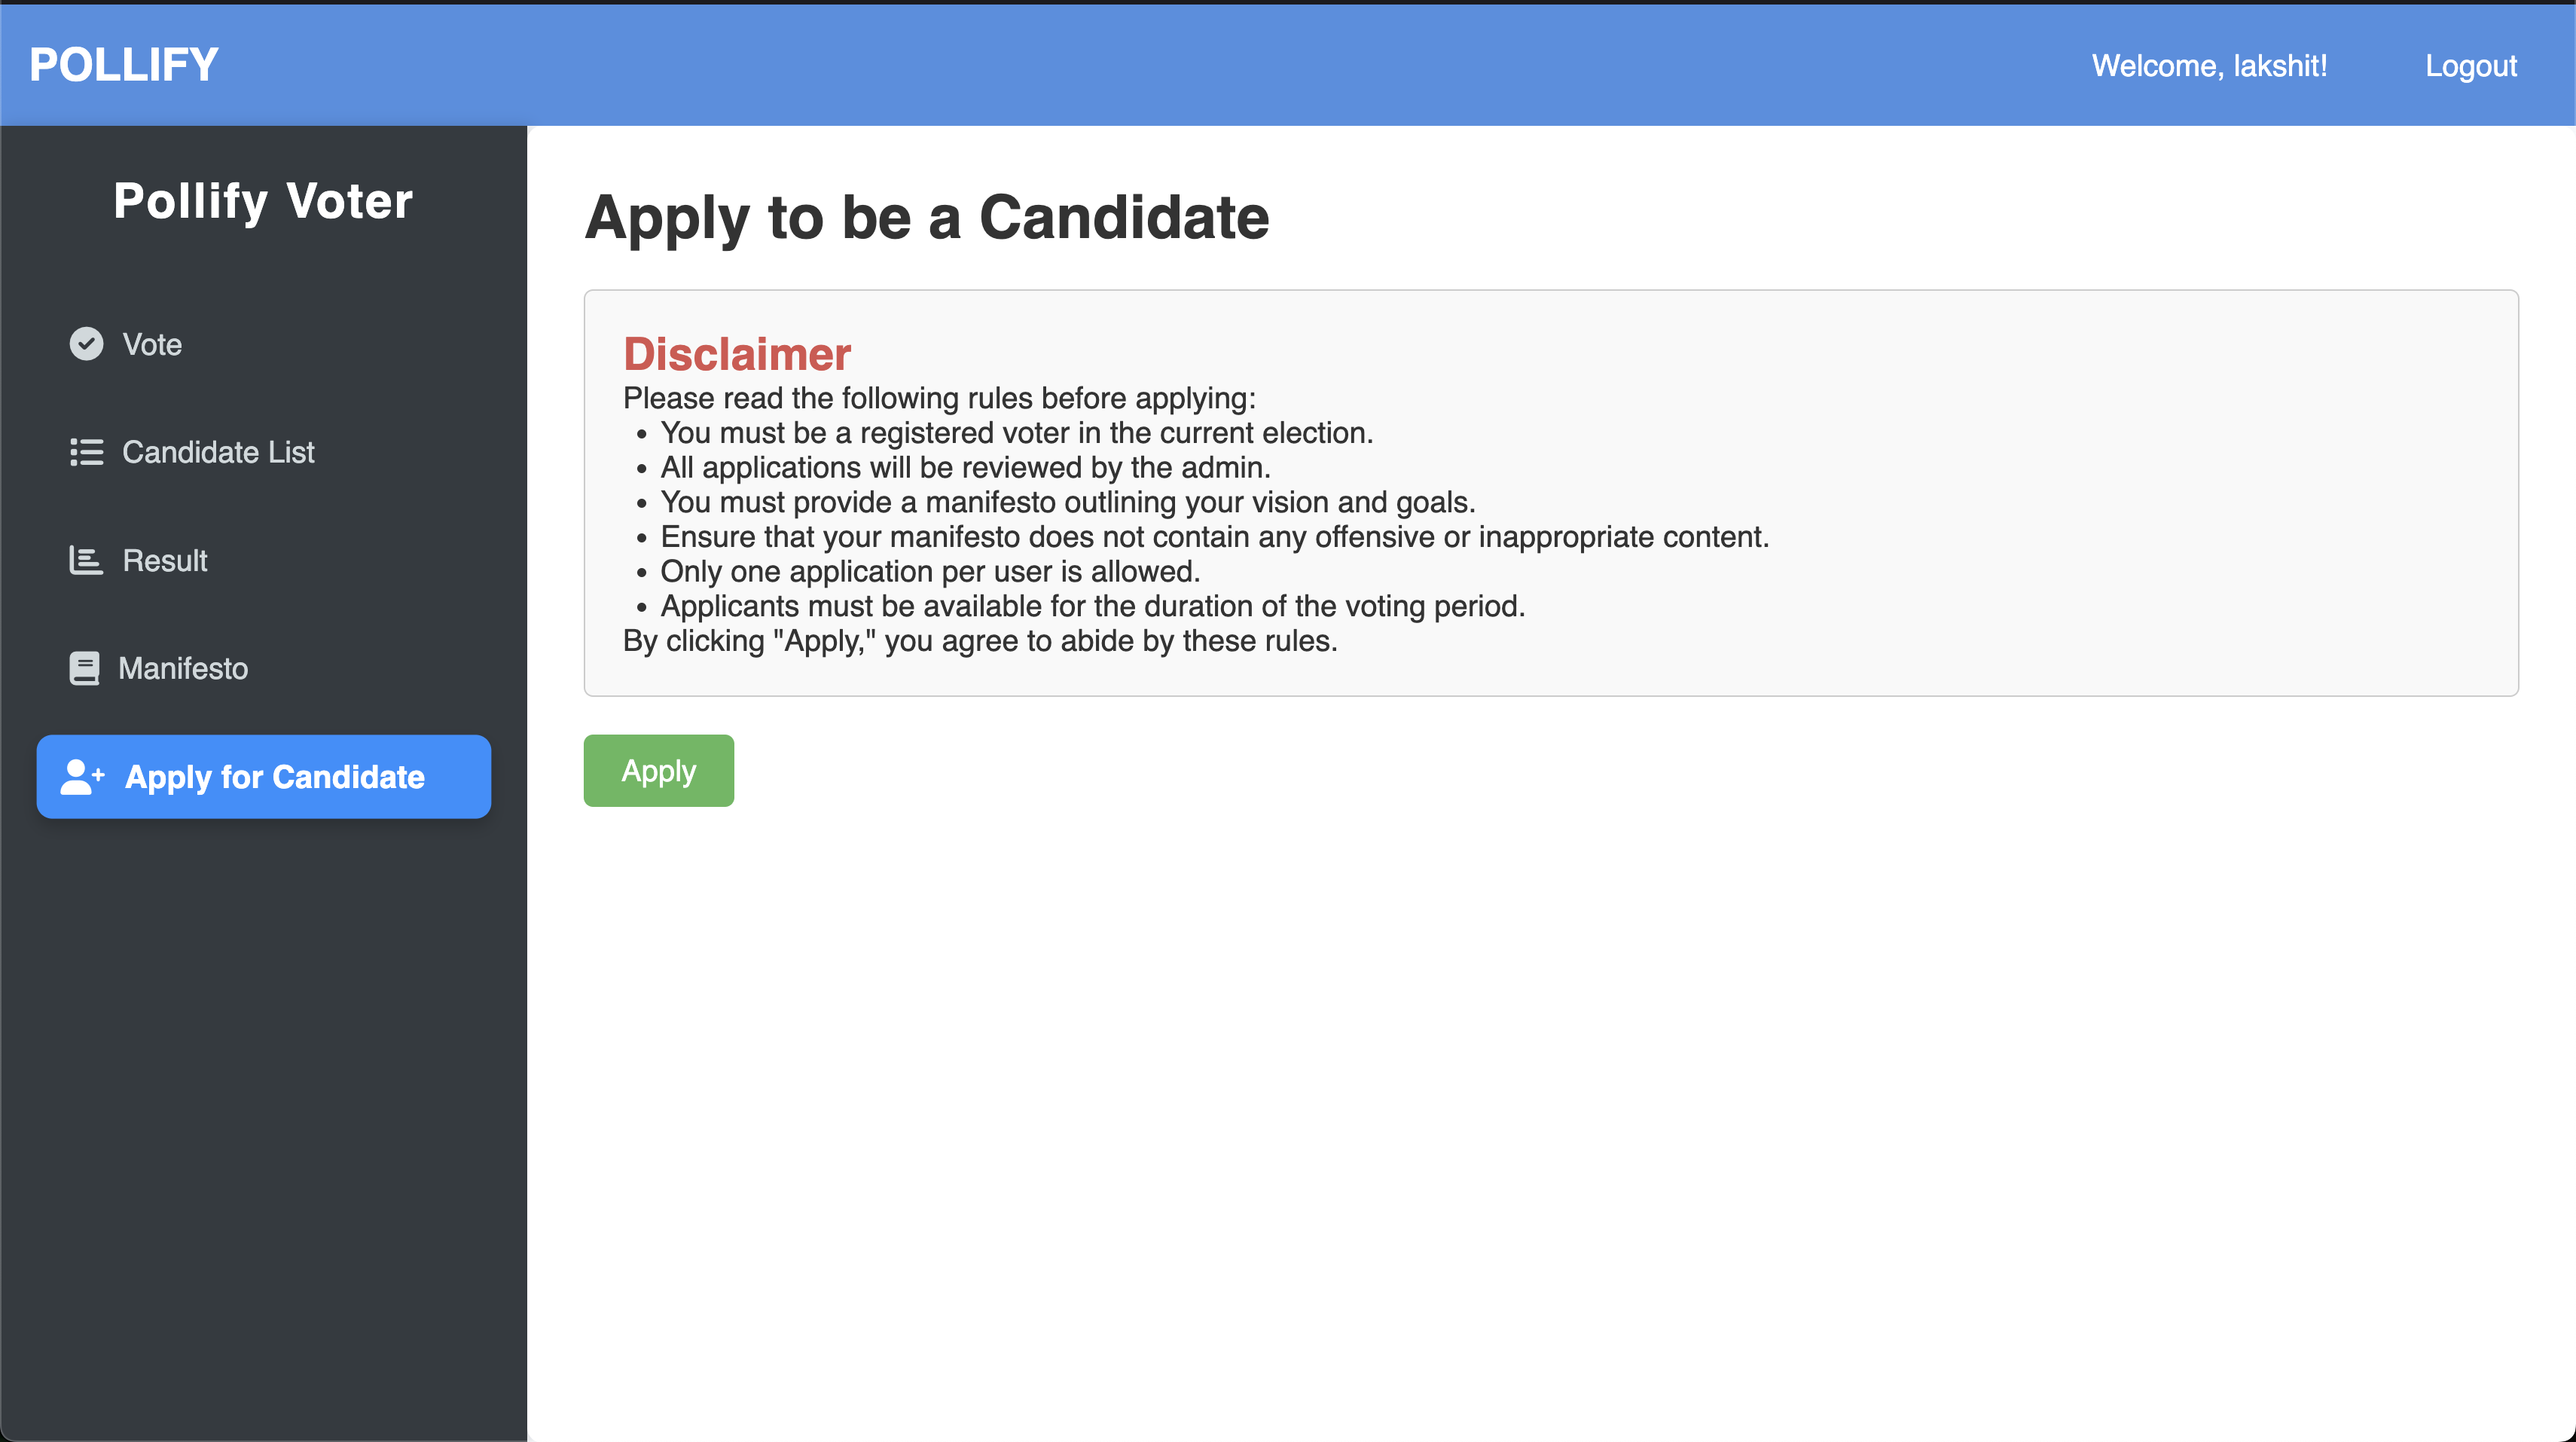 POLLIFY
Welcome, lakshit!
Logout
Pollify Voter
Vote
Candidate List
Result
Manifesto
Apply for Candidate
Apply to be a Candidate
Disclaimer
Please read the following rules before applying:
• You must be a registered voter in the current election.
• All applications will be reviewed by the admin.
• You must provide a manifesto outlining your vision and goals.
• Ensure that your manifesto does not contain any offensive or inappropriate content.
• Only one application per user is allowed.
• Applicants must be available for the duration of the voting period.
By clicking "Apply," you agree to abide by these rules.
Apply